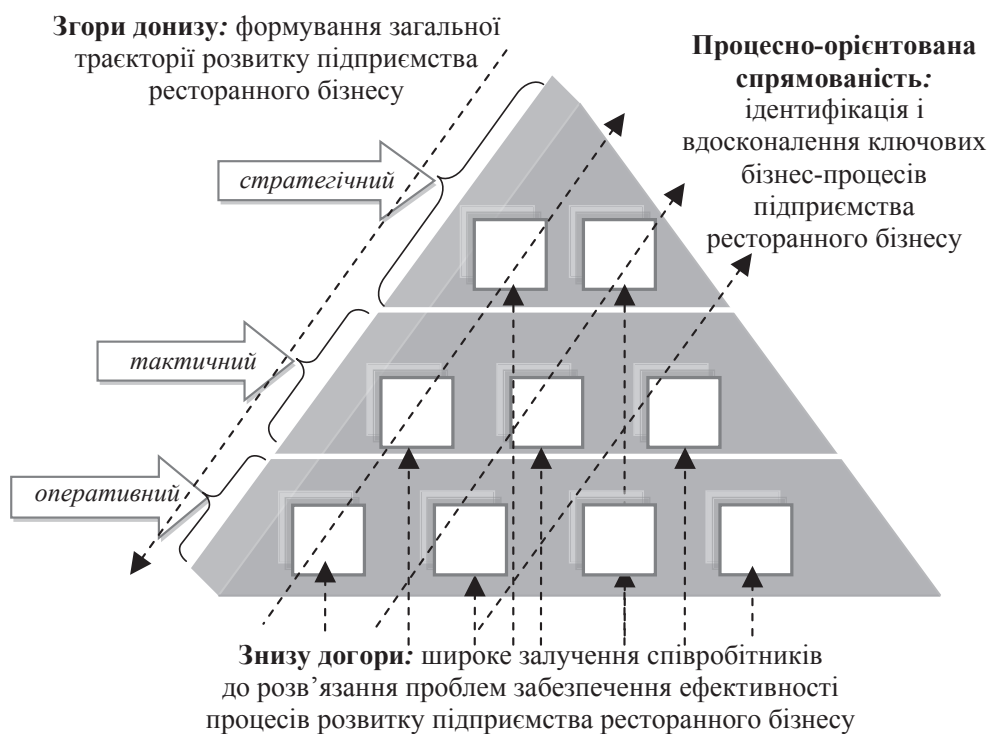 Згори донизу: формування загальної
траєкторії розвитку підприємства
ресторанного бізнесу
Процесно-орієнтована
спрямованість:
ідентифікація і
вдосконалення ключових
бізнес-процесів
підприємства
ресторанного бізнесу
стратегічний
тактичний
оперативний
Знизу догори: широке залучення співробітників
до розв’язання проблем забезпечення ефективності
процесів розвитку підприємства ресторанного бізнесу